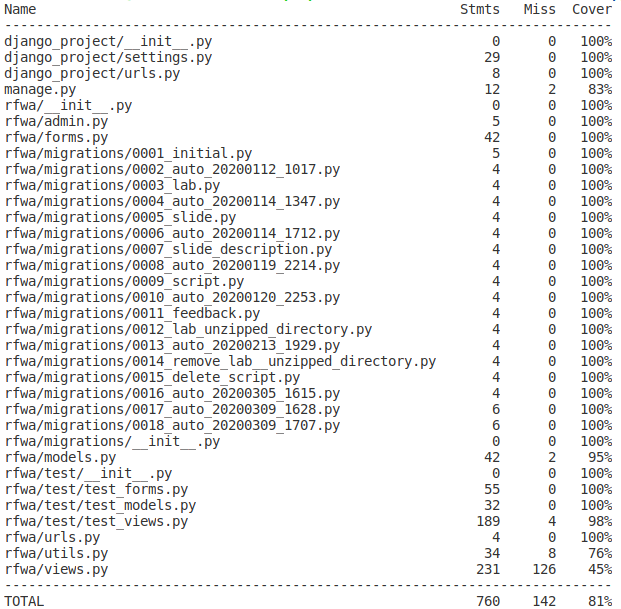 Name Stmts Miss Cover
----------------------------------------------------------------------------
django_project/__init__.py 0 0 100%
django_project/settings.py 29 0 100%
django_project/urls.py 8 0 100%
manage.py 12 2 83%
rfwa/__init__.py 0 0 100%
rfwa/admin.py 5 0 100%
rfwa/forms.py 42 0 100%
rfwa/migrations/0001_initial.py 5 0 100%
rfwa/migrations/0002_auto_20200112_1017.py 4 0 100%
rfwa/migrations/0003_lab.py 4 0 100%
rfwa/migrations/0004_auto_20200114_1347.py 4 0 100%
rfwa/migrations/0005_slide.py 4 0 100%
rfwa/migrations/0006_auto_20200114_1712.py 4 0 100%
rfwa/migrations/0007_slide_description.py 4 0 100%
rfwa/migrations/0008_auto_20200119_2214.py 4 0 100%
rfwa/migrations/0009_script.py 4 0 100%
rfwa/migrations/0010_auto_20200120_2253.py 4 0 100%
rfwa/migrations/0011_feedback.py 4 0 100%
rfwa/migrations/0012_lab_unzipped_directory.py 4 0 100%
rfwa/migrations/0013_auto_20200213_1929.py 4 0 100%
rfwa/migrations/0014_remove_lab__unzipped_directory.py 4 0 100%
rfwa/migrations/0015_delete_script.py 4 0 100%
rfwa/migrations/0016_auto_20200305_1615.py 4 0 100%
rfwa/migrations/0017_auto_20200309_1628.py 6 0 100%
rfwa/migrations/0018_auto_20200309_1707.py 6 0 100%
rfwa/migrations/__init__.py 0 0 100%
rfwa/models.py 42 2 95%
rfwa/test/__init__.py 0 0 100%
rfwa/test/test_forms.py 55 0 100%
rfwa/test/test_models.py 32 0 100%
rfwa/test/test_views.py 189 4 98%
rfwa/urls.py 4 0 100%
rfwa/utils.py 34 8 76%
rfwa/views.py 231 126 45%
----------------------------------------------------------------------------
TOTAL 760 142 81%